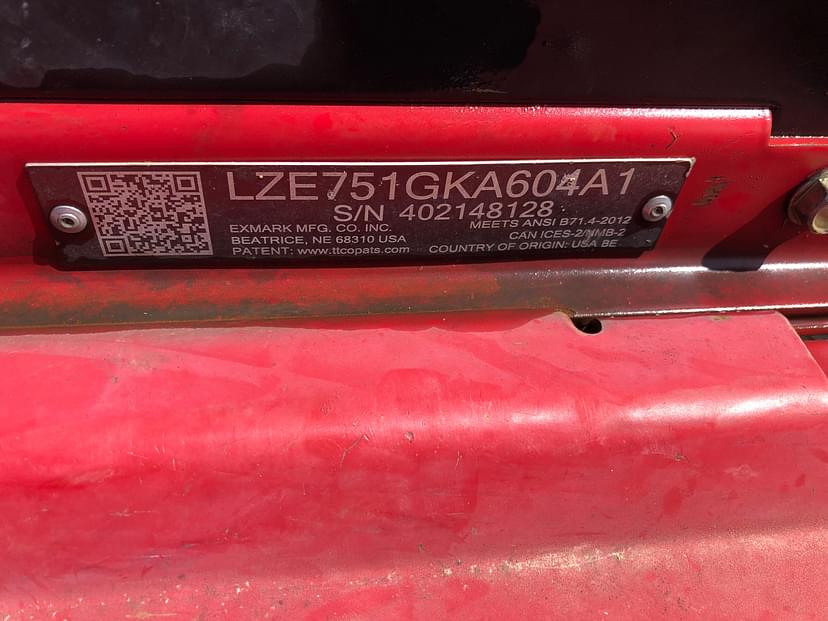 LZE751GKA604A1
S/N 402148128
EXMARK MFG. CO. INC.
BEATRICE, NE 68310 USA
PATENT: www.ttcopats.com
MEETS ANSI B71.4-2012
CAN ICES-2/NMB-2
COUNTRY OF ORIGIN: USA BE